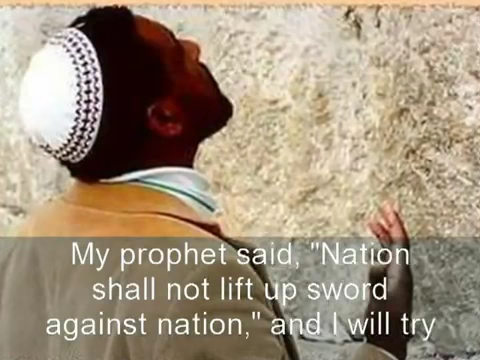 My prophet said, "Nation
shall not lift up sword
against nation," and I will try